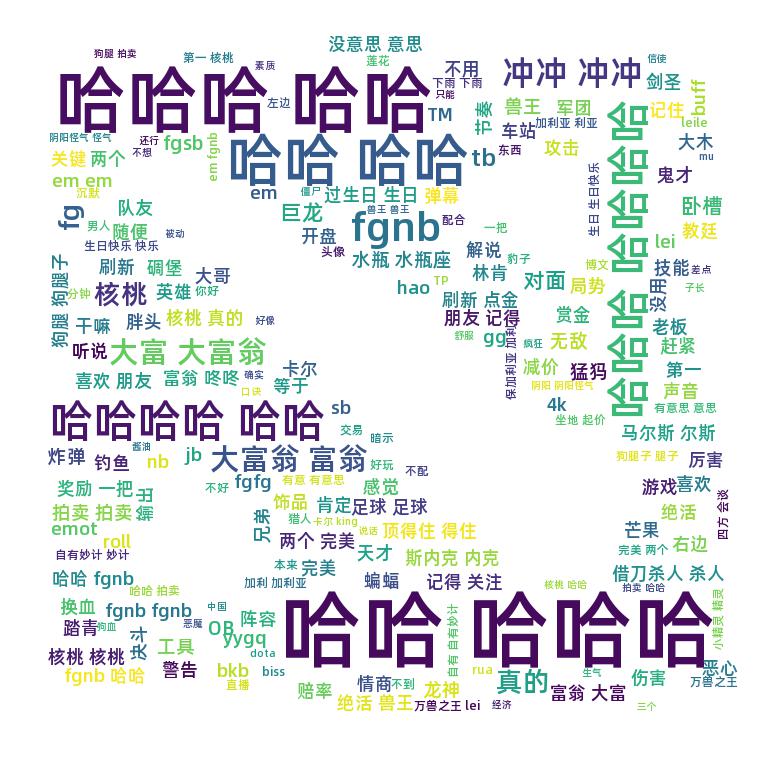 狗腿 拍卖
第一 核桃
素质
没意思 意思
莲花
不用
下雨 下雨
只能
冲冲 冲冲
信使
剑圣
buff
哈哈哈 哈哈
左边
TM
节奏
兽王
军团
记住
leile
阴阳怪气 怪气
还行
不想
fgsb
em fgnb
哈哈 哈哈
tb
车站
加利亚 利亚
东西
攻击
哈哈哈哈 哈哈哈
大木
mu
关键
两个
em em
沉默
em
僵尸
过生日 生日
弹幕
鬼才
生日 生日快乐
卧槽
fg
队友
男人
随便
巨龙
兽王 兽王
fgnb
配合
一把
教廷
lei
生日快乐 快乐
被动
开盘
头像
解说
豹子
博文
技能
差点
狗腿 狗腿子
刷新
碉堡
大哥
水瓶 水瓶座
林肯
对面
局势
没用
子长
分钟
核桃
英雄
你好
hao
TP
刷新 点金
赏金
老板
干嘛
胖头
核桃 真的
好像
朋友 记得
gg
舒服
保加利亚 加利
疯狂
无敌
赶紧
听说
大富 大富翁
卡尔
减价
猛犸
第一
喜欢 朋友
富翁 咚咚
确实
等于
口诀
阴阳 阴阳怪气
声音
哈哈哈哈 哈哈
sb
交易
4k
坐地 起价
有意思 意思
马尔斯 尔斯
酱油
暗示
炸弹
钓鱼
nb
jb
大富翁 富翁
好玩
不配
狗腿子 腿子
厉害
奖励 一把
不好
fgfg
有意 有意思
感觉
游戏
喜欢
拍卖 拍卖
饰品
肯定
足球 足球
绝活
四方 会谈
emot
roll
兄弟
猎人
卡尔 king
说话
顶得住 得住
芒果
右边
完美 两个
自有妙计 妙计
两个 完美
天才
斯内克 内克
哈哈 fgnb
加利 加利亚
本来
完美
蝙蝠
记得 关注
核桃 哈哈
借刀杀人 杀人
拍卖 哈哈
哈哈 拍卖
换血
fgnb fgnb
中国
OB
阵容
哈哈 哈哈哈
自有 自有妙计
小精灵 精灵
踏青
狗血
决斗
恶魔
yygq
核桃 核桃
工具
dota
fgnb 哈哈
警告
bkb
直播
biss
情商
不到
龙神
rua
真的
生气
伤害
恶心
万兽之王
赔率
绝活 兽王
万兽之王 lei
经济
富翁 大富
三个